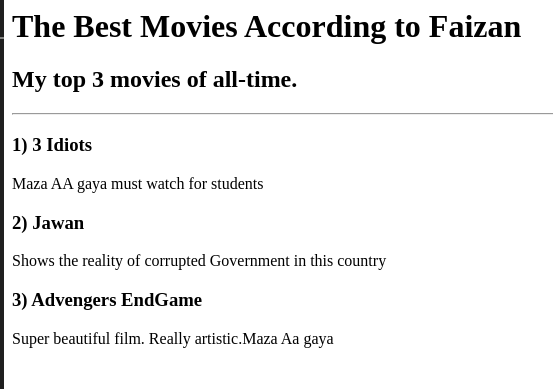 The Best Movies According to Faizan
My top 3 movies of all-time.
1) 3 Idiots
Maza AA gaya must watch for students
2) Jawan
Shows the reality of corrupted Government in this country
3) Advengers EndGame
Super beautiful film. Really artistic.Maza Aa gaya